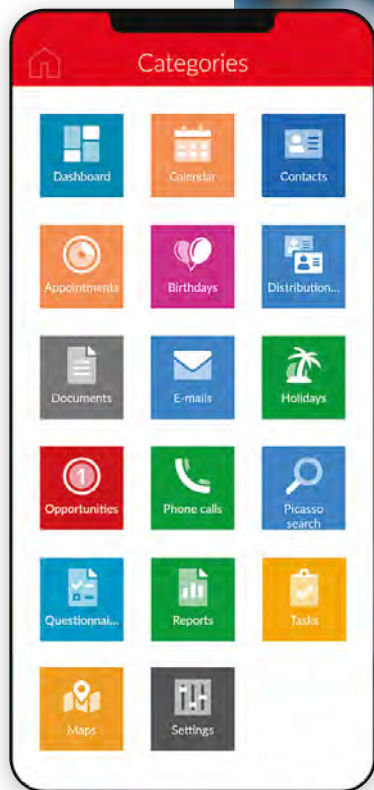 Categories
Dashboard
Calendar
Contacts
Appointments
Birthdays
Distribution...
Documents
E-mails
Holidays
1
Opportunities
Phone calls
Picasso
search
Questionnai...
Reports
Tasks
Maps
Settings